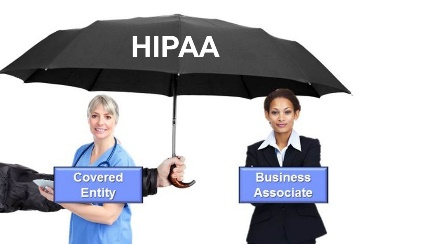 HIPAA
Covered
Entity
Business
Associate